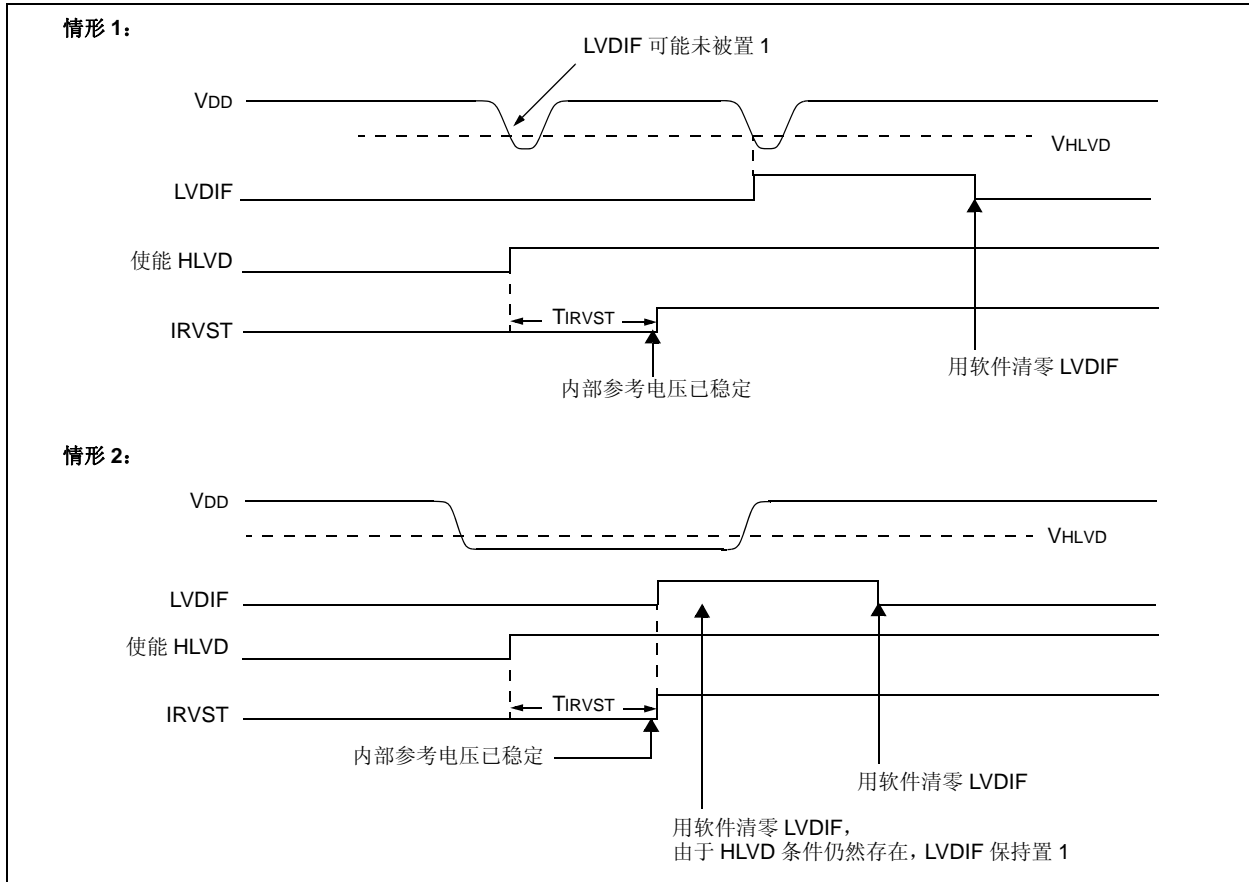 情形 1：
LVDIF 可能未被置 1
VDD
VHLVD
LVDIF
使能 HLVD
TIRVST
IRVST
内部参考电压已稳定
用软件清零 LVDIF
情形 2：
VDD
VHLVD
LVDIF
使能 HLVD
TIRVST
IRVST
内部参考电压已稳定
用软件清零 LVDIF
用软件清零 LVDIF，
由于 HLVD 条件仍然存在，LVDIF 保持置 1